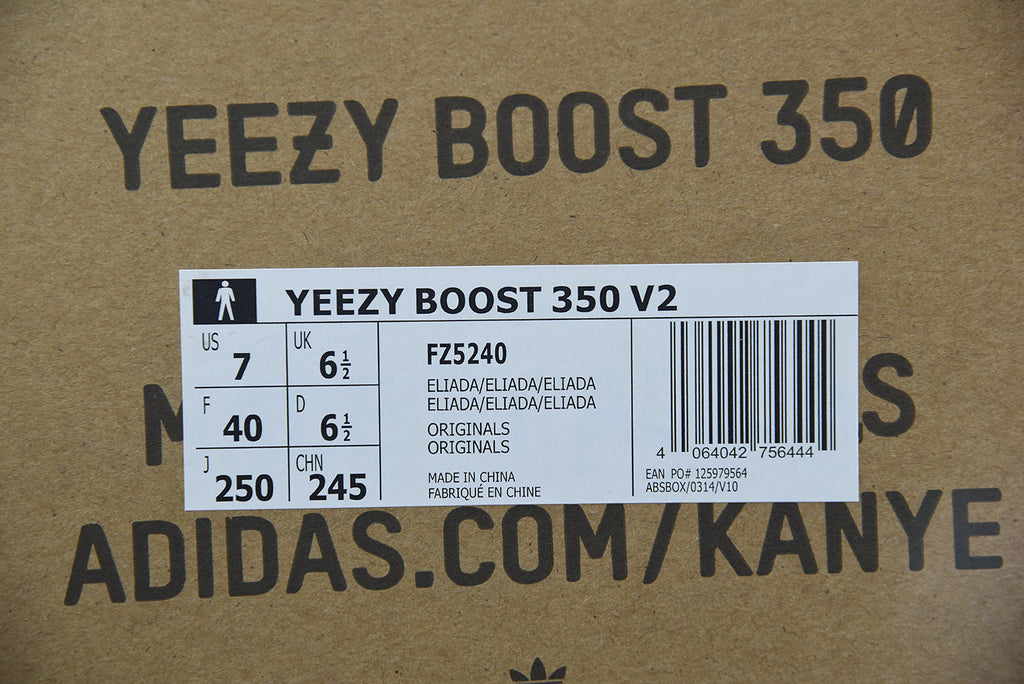 YEEZY BOOST 350
YEEZY BOOST 350 V2
US 7
UK 6 1/2
F 40
D 6 1/2
J 250
CHN 245
FZ5240
ELIADA/ELIADA/ELIADA
ELIADA/ELIADA/ELIADA
ORIGINALS
ORIGINALS
MADE IN CHINA
FABRIQUÉ EN CHINE
4 064042 756444
EAN PO# 125979564
ABSBOX/0314/V10
ADIDAS.COM/KANYE